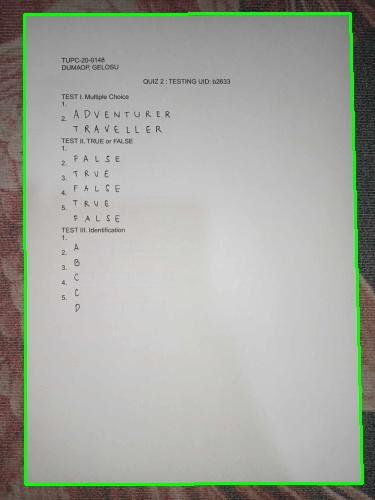 TUPC-20-0148
DUMAOP, GELOSU
QUIZ 2 : TESTING UID: b2633
TEST I. Multiple Choice
1.
ADVENTURER
2.
TRAVELLER
TEST II. TRUE or FALSE
1.
FALSE
2.
TRUE
3.
FALSE
4.
TRUE
5.
FALSE
TEST III. Identification
1.
A
2.
B
3.
C
4.
C
5.
D